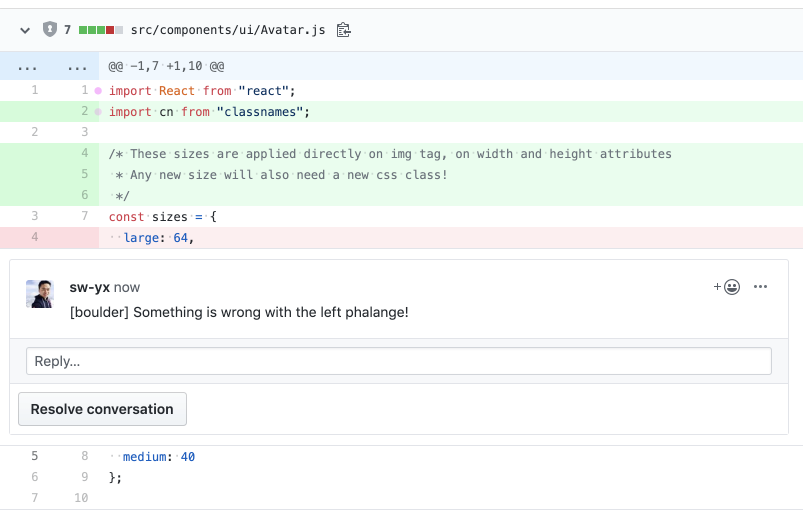 7 src/components/ui/Avatar.js
... ... @@ -1,7 +1,10 @@
1 1 import React from "react";
2 import cn from "classnames";
2 3
4 /* These sizes are applied directly on img tag, on width and height attributes
5 * Any new size will also need a new css class!
6 */
3 7 const sizes = {
4 large: 64,
sw-yx now
[boulder] Something is wrong with the left phalange!
Reply...
Resolve conversation
5 8 medium: 40
6 9 };
7 10